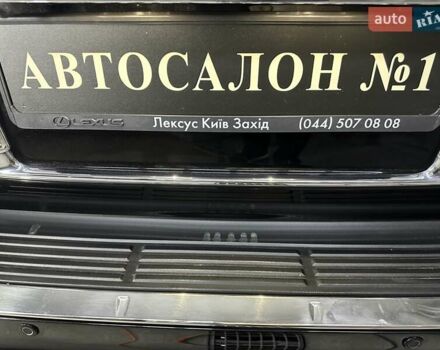 auto RIA
АВТОСАЛОН №1
LEXUS Лексус Київ Захід (044) 507 08 08